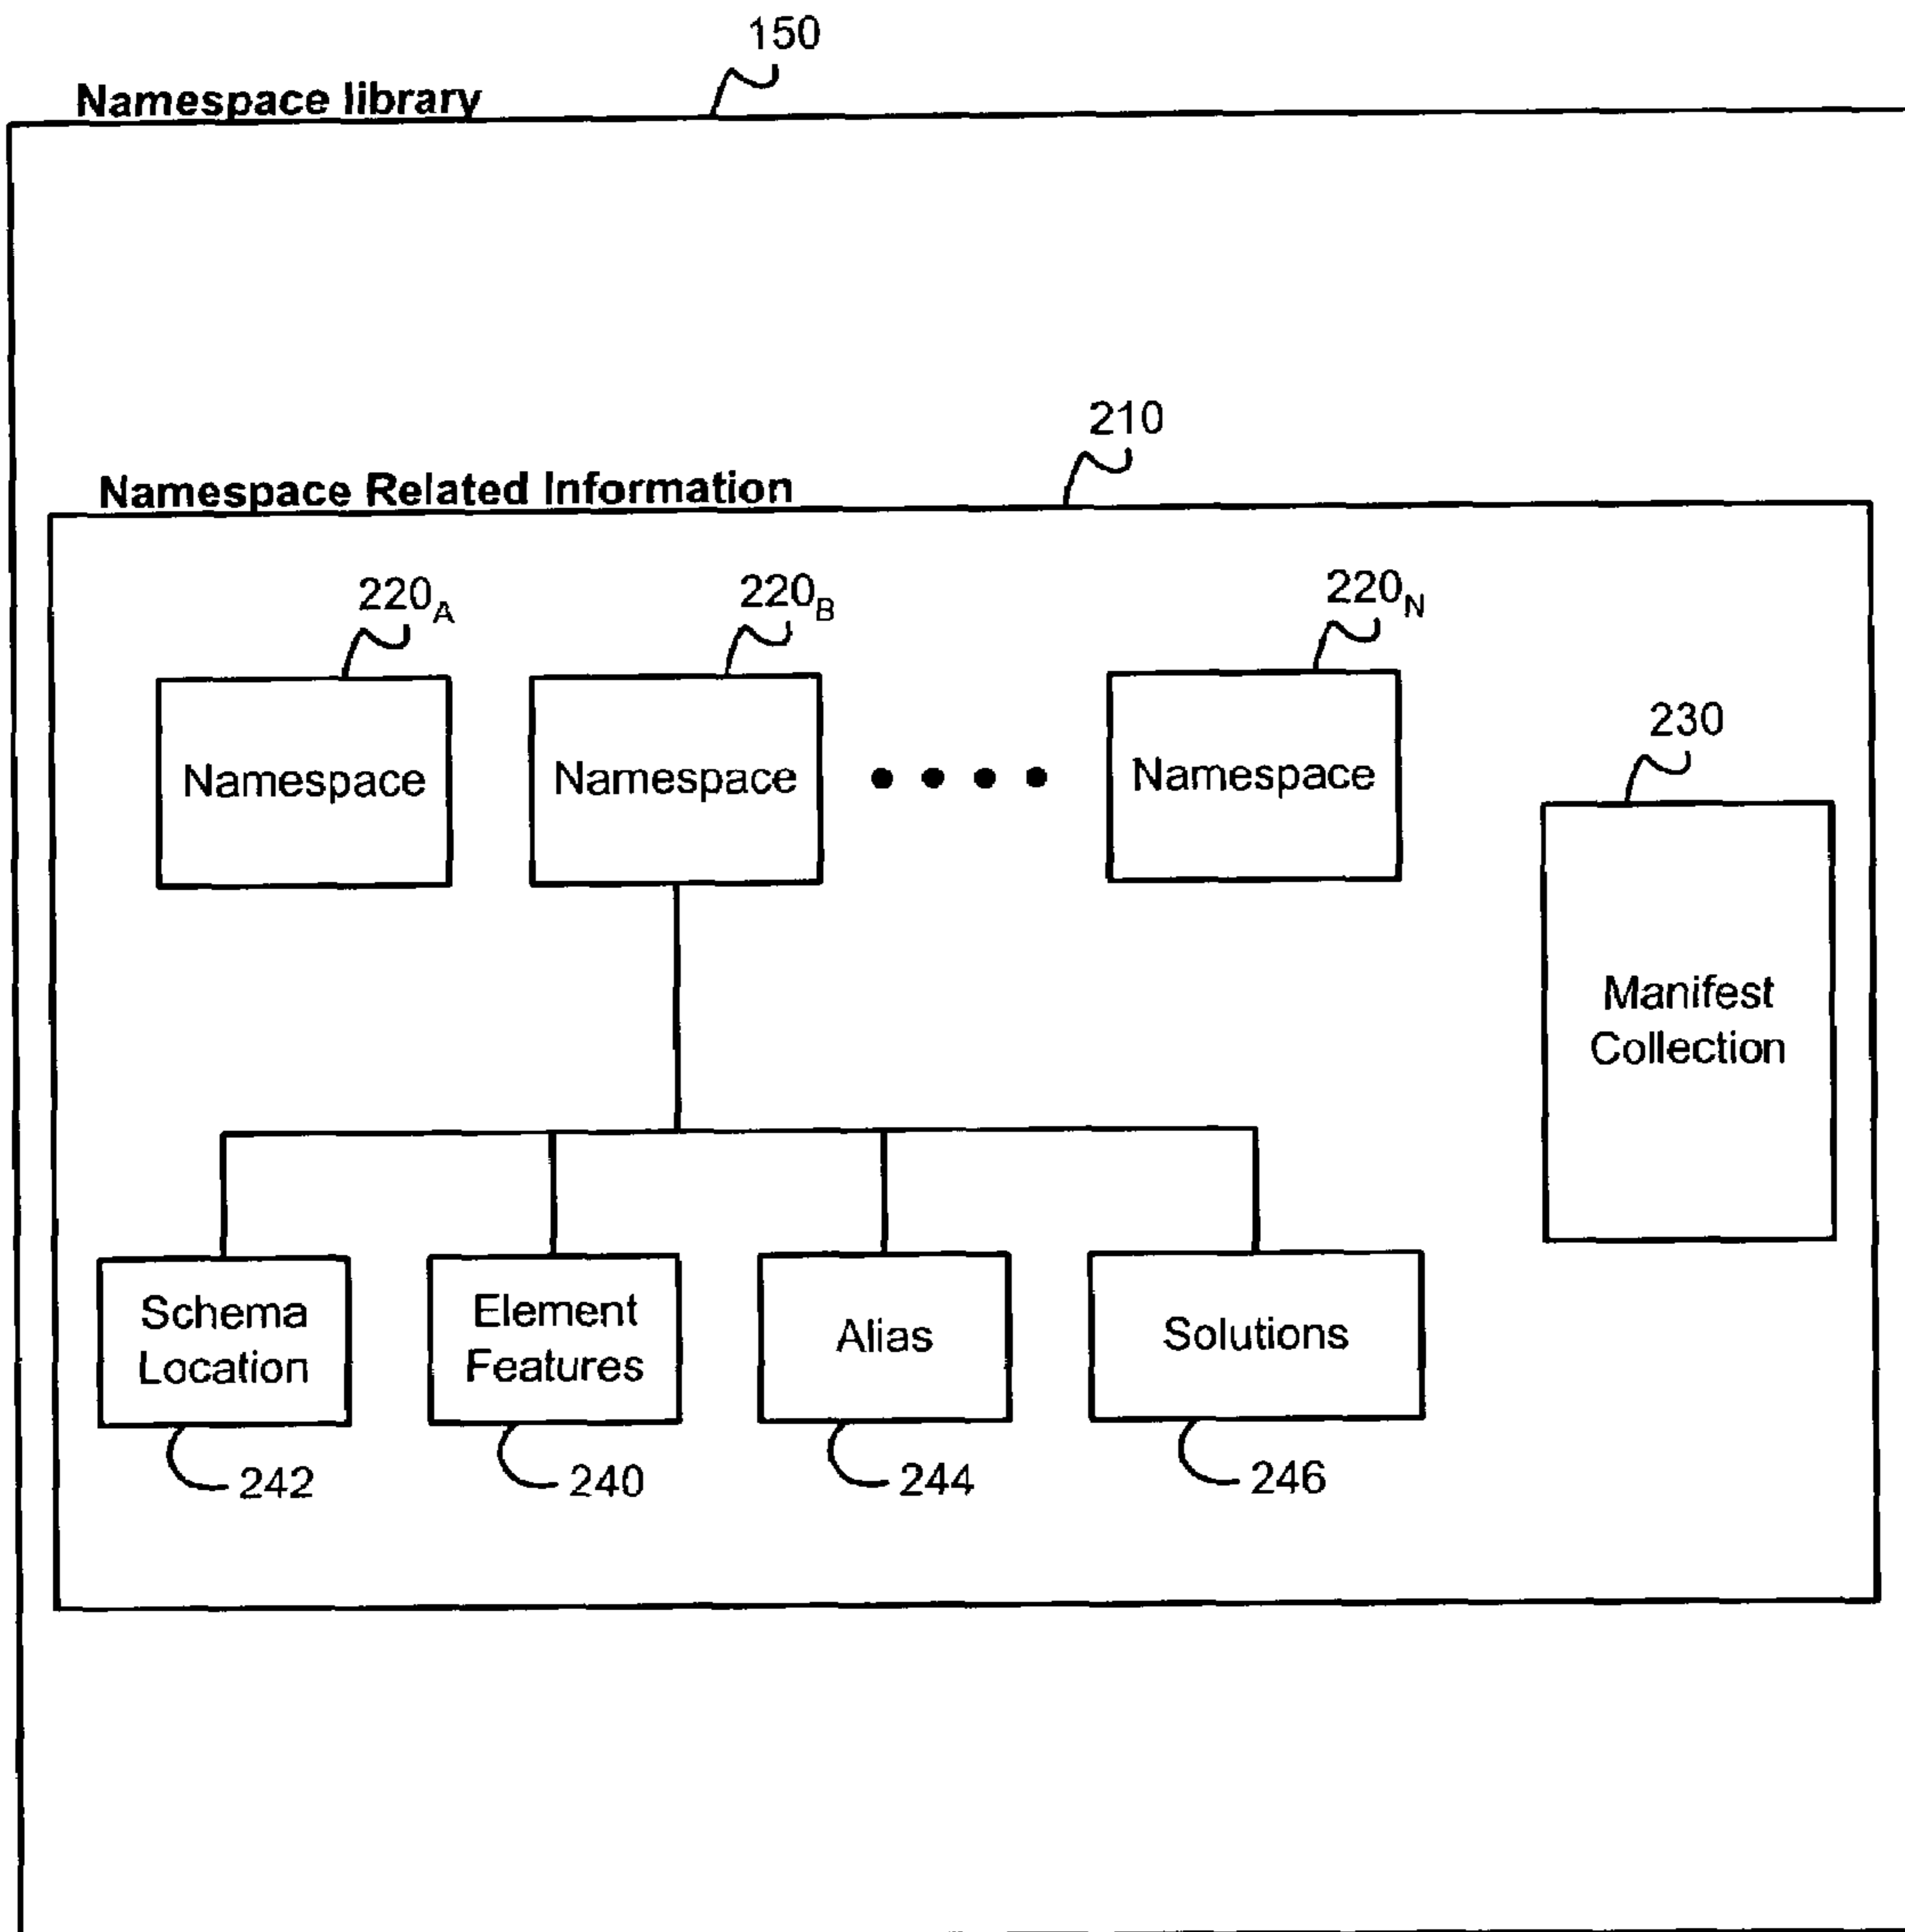 150
Namespace library
210
Namespace Related Information
220A
220B
220N
Namespace
Namespace
Namespace
230
Manifest
Collection
Schema
Location
Element
Features
Alias
Solutions
242
240
244
246